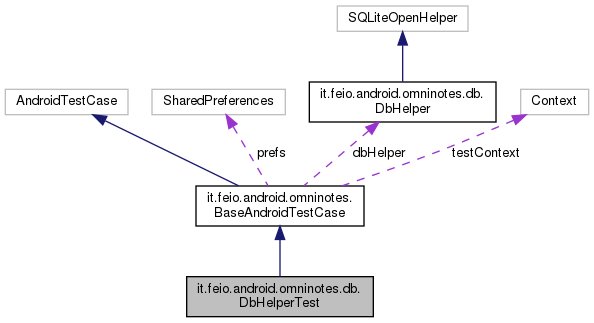 SQLiteOpenHelper
AndroidTestCase
SharedPreferences
it.feio.android.omninotes.db.
DbHelper
Context
prefs
dbHelper
testContext
it.feio.android.omninotes.
BaseAndroidTestCase
it.feio.android.omninotes.db.
DbHelperTest